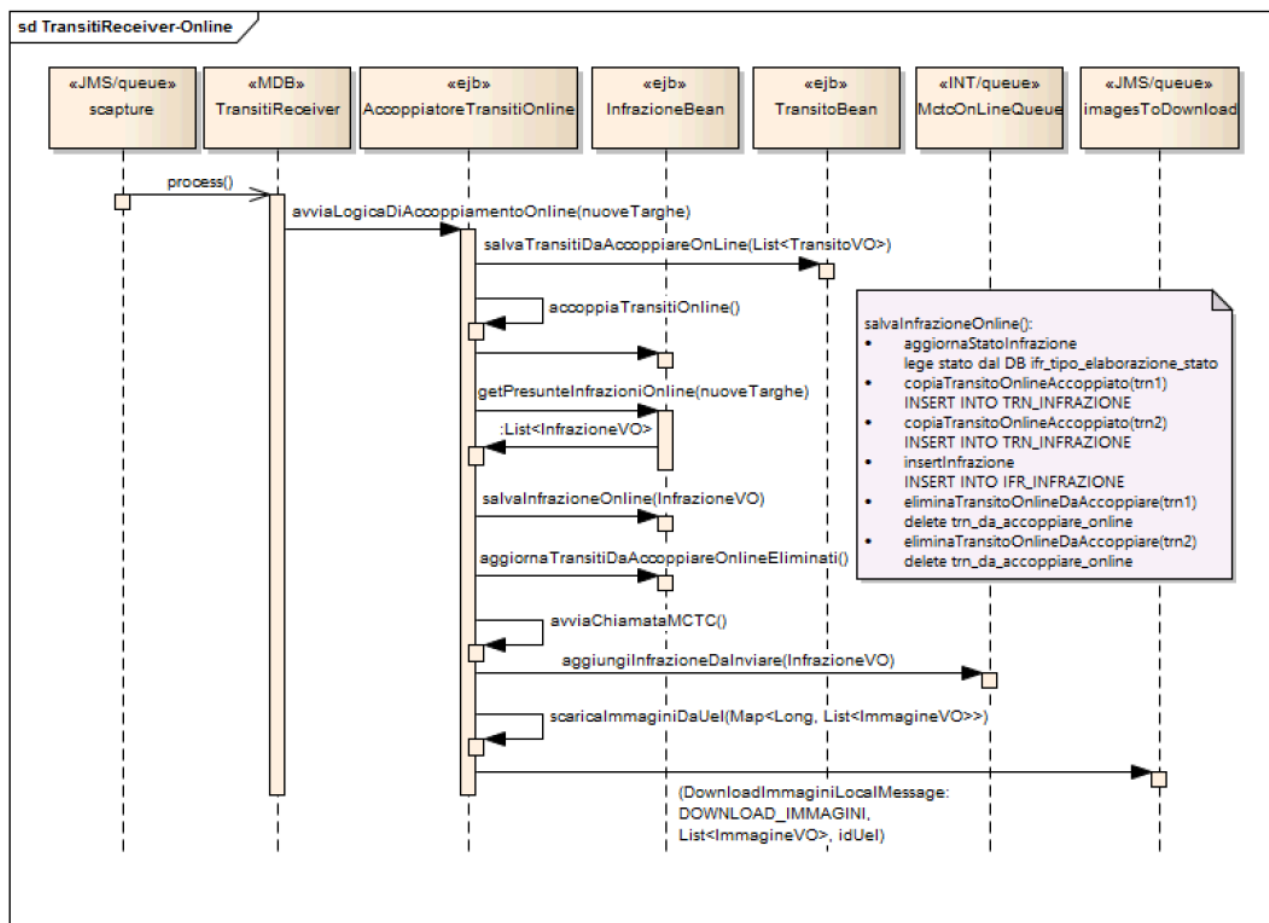 sd TransitiReceiver-Online
«JMS/queue»
scapture
«MDB»
TransitiReceiver
«ejb»
AccoppiatoreTransitiOnline
«ejb»
InfrazioneBean
«ejb»
TransitoBean
«INT/queue»
MctcOnLineQueue
«JMS/queue»
imagesToDownload
process()
avviaLogicaDiAccoppiamentoOnline(nuoveTarghe)
salvaTransitiDaAccoppiareOnLine(List<TransitoVO>)
accoppiaTransitiOnline()
getPresunteInfrazioniOnline(nuoveTarghe)
:List<InfrazioneVO>
salvaInfrazioneOnline(InfrazioneVO)
aggiornaTransitiDaAccoppiareOnlineEliminati()
avviaChiamataMCTC()
aggiungiInfrazioneDaInviare(InfrazioneVO)
scaricaImmaginiDaUel(Map<Long, List<ImmagineVO>>)
(DownloadImmaginiLocalMessage:
DOWNLOAD_IMMAGINI,
List<ImmagineVO>, idUel)
salvaInfrazioneOnline():
• aggiornaStatoInfrazione
lege stato dal DB ifr_tipo_elaborazione_stato
• copiaTransitoOnlineAccoppiato(trn1)
INSERT INTO TRN_INFRAZIONE
• copiaTransitoOnlineAccoppiato(trn2)
INSERT INTO TRN_INFRAZIONE
• insertInfrazione
INSERT INTO IFR_INFRAZIONE
• eliminaTransitoOnlineDaAccoppiare(trn1)
delete trn_da_accoppiare_online
• eliminaTransitoOnlineDaAccoppiare(trn2)
delete trn_da_accoppiare_online